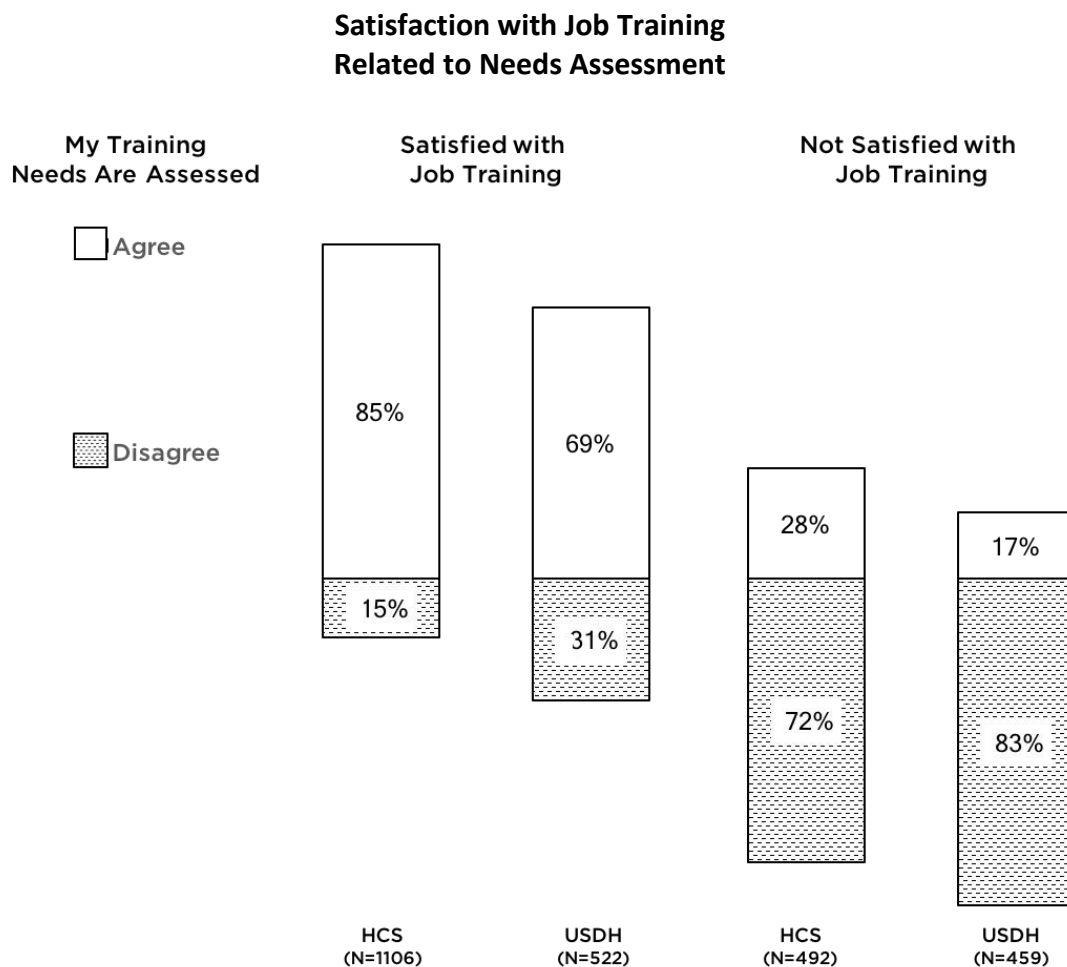 Satisfaction with Job Training
Related to Needs Assessment
My Training
Needs Are Assessed
Satisfied with
Job Training
Not Satisfied with
Job Training
Agree
Disagree
85%
15%
69%
31%
28%
72%
17%
83%
HCS
(N=1106)
USDH
(N=522)
HCS
(N=492)
USDH
(N=459)